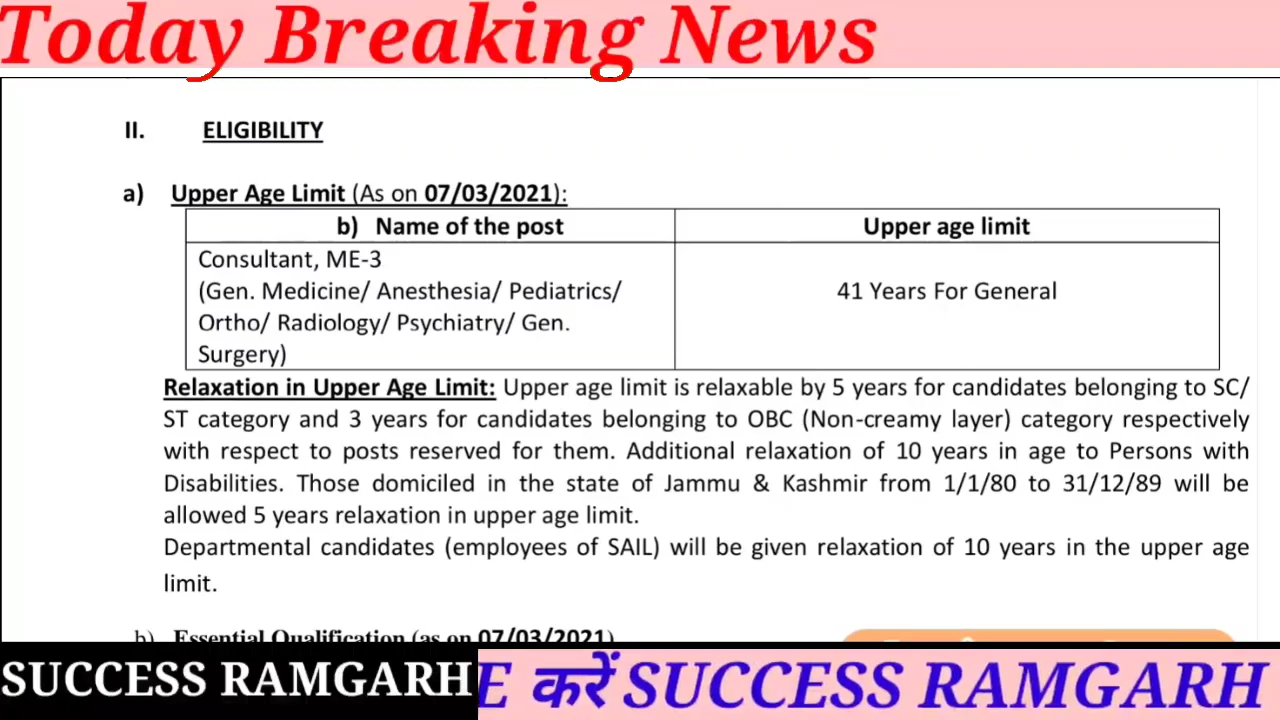 Today Breaking News
II. ELIGIBILITY
a) Upper Age Limit (As on 07/03/2021):
b) Name of the post Upper age limit
Consultant, ME-3
(Gen. Medicine/ Anesthesia/ Pediatrics/ 41 Years For General
Ortho/ Radiology/ Psychiatry/ Gen.
Surgery)
Relaxation in Upper Age Limit: Upper age limit is relaxable by 5 years for candidates belonging to SC/
ST category and 3 years for candidates belonging to OBC (Non-creamy layer) category respectively
with respect to posts reserved for them. Additional relaxation of 10 years in age to Persons with
Disabilities. Those domiciled in the state of Jammu & Kashmir from 1/1/80 to 31/12/89 will be
allowed 5 years relaxation in upper age limit.
Departmental candidates (employees of SAIL) will be given relaxation of 10 years in the upper age
limit.
b) Essential Qualification (as on 07/03/2021)
SUCCESS RAMGARH E करें SUCCESS RAMGARH